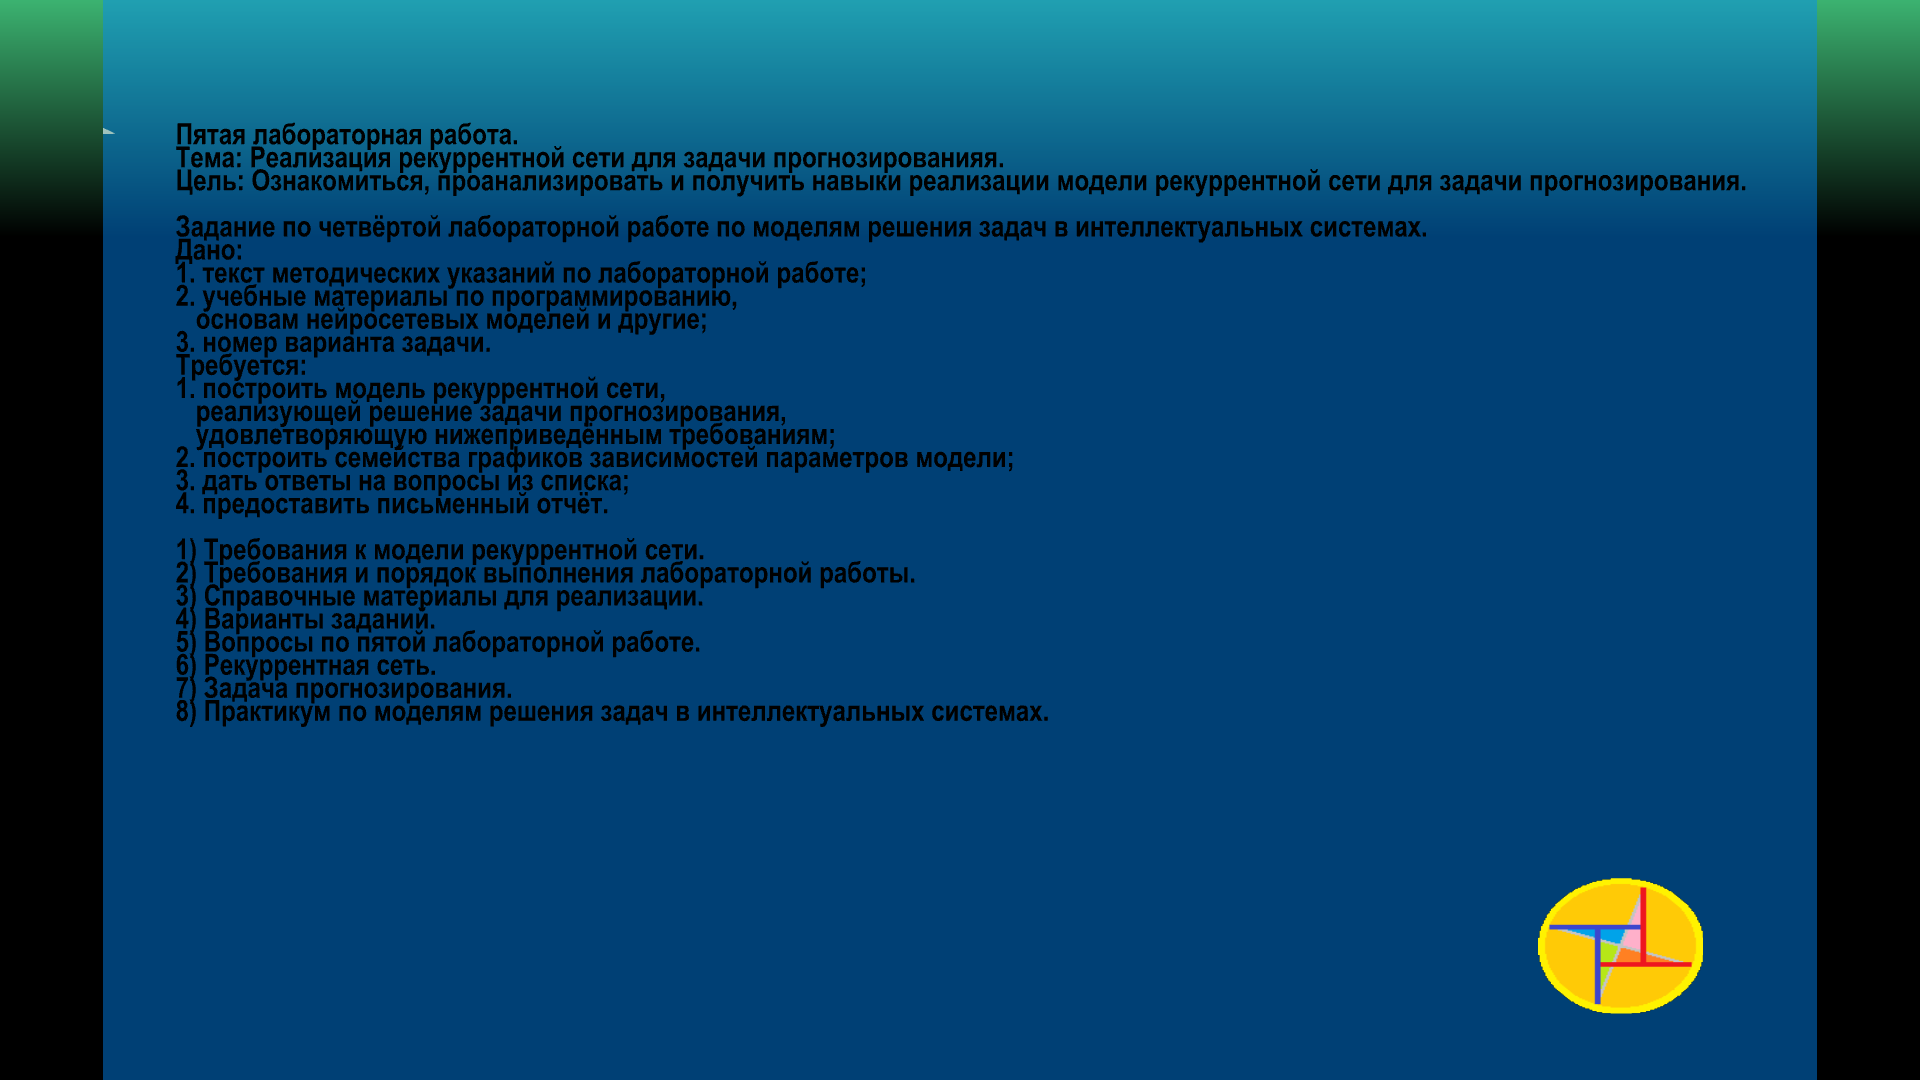 Пятая лабораторная работа.
Тема: Реализация рекуррентной сети для задачи прогнозированияя.
Цель: Ознакомиться, проанализировать и получить навыки реализации модели рекуррентной сети для задачи прогнозирования.
Задание по четвёртой лабораторной работе по моделям решения задач в интеллектуальных системах.
Дано:
1. текст методических указаний по лабораторной работе;
2. учебные материалы по программированию,
основам нейросетевых моделей и другие;
3. номер варианта задачи.
Требуется:
1. построить модель рекуррентной сети,
реализующей решение задачи прогнозирования,
удовлетворяющую нижеприведённым требованиям;
2. построить семейства графиков зависимостей параметров модели;
3. дать ответы на вопросы из списка;
4. предоставить письменный отчёт.
1) Требования к модели рекуррентной сети.
2) Требования и порядок выполнения лабораторной работы.
3) Справочные материалы для реализации.
4) Варианты заданий.
5) Вопросы по пятой лабораторной работе.
6) Рекуррентная сеть.
7) Задача прогнозирования.
8) Практикум по моделям решения задач в интеллектуальных системах.